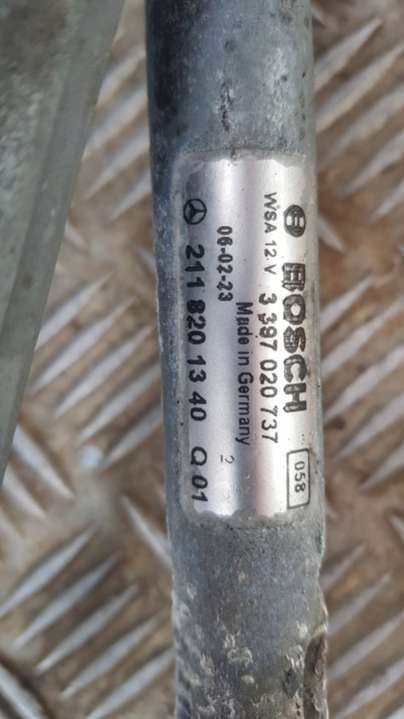 BOSCH
WSA 12 V 3 397 020 737
058
06-02-23 Made in Germany
2
211 820 13 40 Q 01